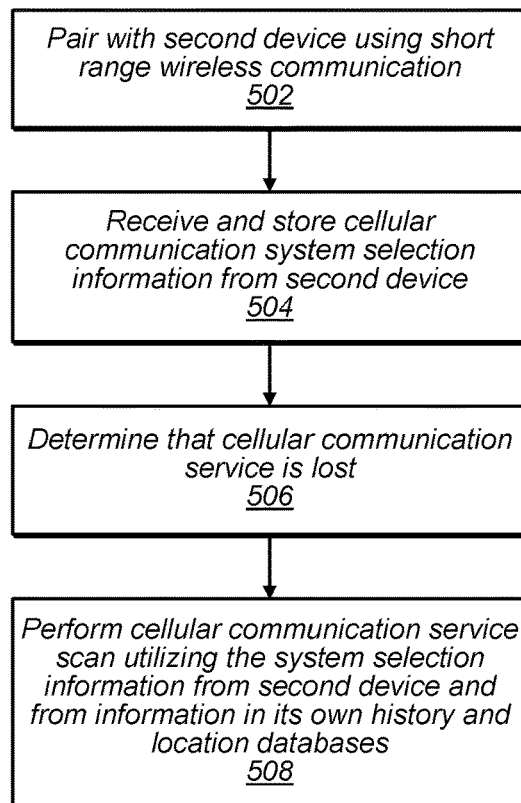 Pair with second device using short
range wireless communication
502
Receive and store cellular
communication system selection
information from second device
504
Determine that cellular communication
service is lost
506
Perform cellular communication service
scan utilizing the system selection
information from second device and
from information in its own history and
location databases
508